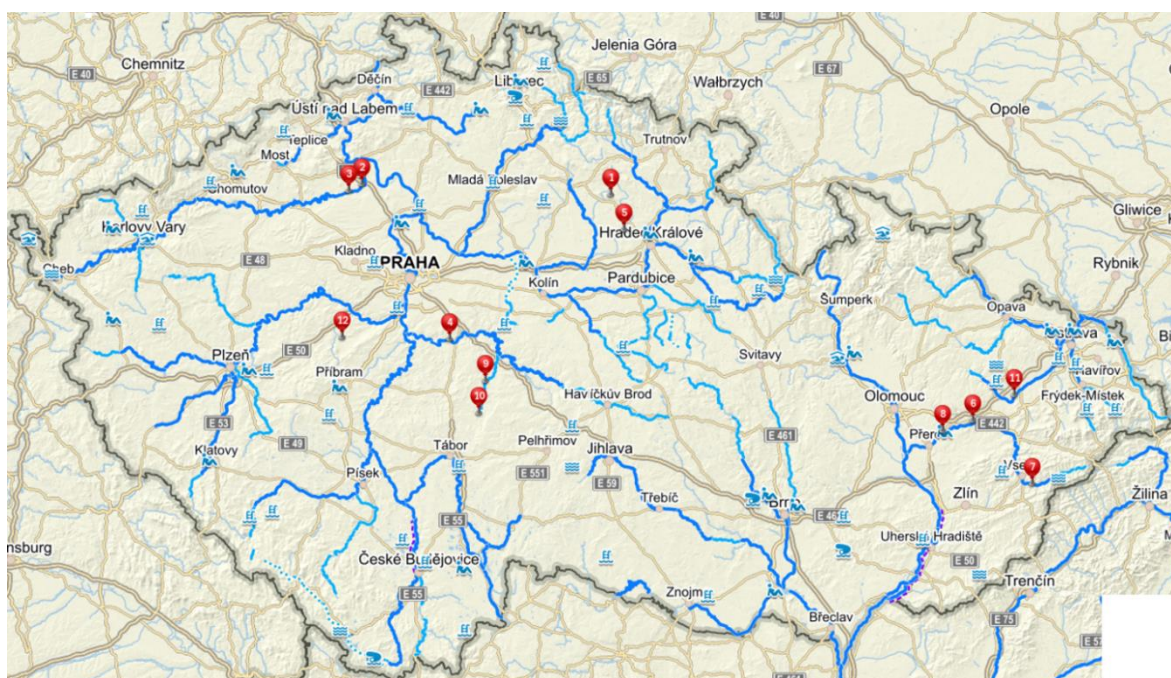 Jelenia Góra
E 65
E 67
E 40
Chemnitz
Wałbrzych
Děčín
E 442
Opole
E 40
Ústí nad Labem
Trutnov
Teplice
Most
2
3
1
Mladá Boleslav
Chomutov
5
Gliwice
Karlovy Vary
Hradec Králové
Kladno
E 48
PRAHA
Rybnik
Cheb
Kolín
Pardubice
Šumperk
Opava
12
4
Svitavy
Plzeň
E 50
Havířov
Příbram
9
11
Havlíčkův Brod
Olomouc
Frýdek-Místek
10
6
8
E 442
E 53
E 49
Tábor
Pelhřimov
Jihlava
E 461
Klatovy
7
E 551
Písek
E 59
Zlín
Žilina
Třebíč
Brno
E 55
Uherské Hradiště
České Budějovice
E 50
Trenčín
E 55
Břeclav
E 75